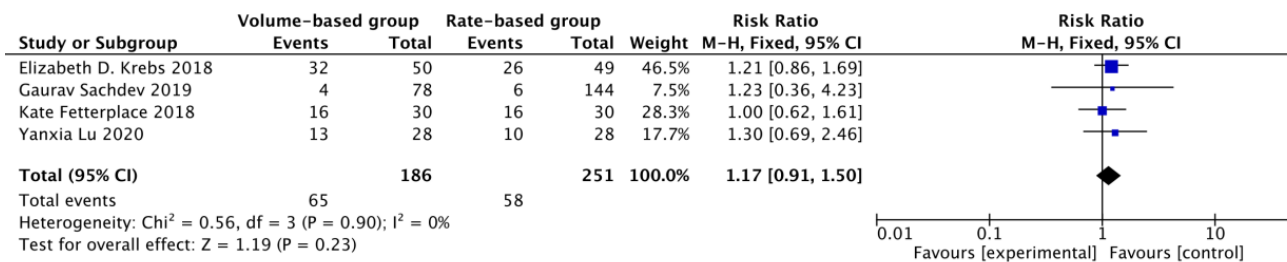 Volume-based group Rate-based group Risk Ratio Risk Ratio
Study or Subgroup Events Total Events Total Weight M-H, Fixed, 95% CI M-H, Fixed, 95% CI
Elizabeth D. Krebs 2018 32 50 26 49 46.5% 1.21 [0.86, 1.69]
Gaurav Sachdev 2019 4 78 6 144 7.5% 1.23 [0.36, 4.23]
Kate Fetterplace 2018 16 30 16 30 28.3% 1.00 [0.62, 1.61]
Yanxia Lu 2020 13 28 10 28 17.7% 1.30 [0.69, 2.46]
Total (95% CI) 186 251 100.0% 1.17 [0.91, 1.50]
Total events 65 58
Heterogeneity: Chi² = 0.56, df = 3 (P = 0.90); I² = 0%
Test for overall effect: Z = 1.19 (P = 0.23)
0.01 0.1 1 10
Favours [experimental] Favours [control]